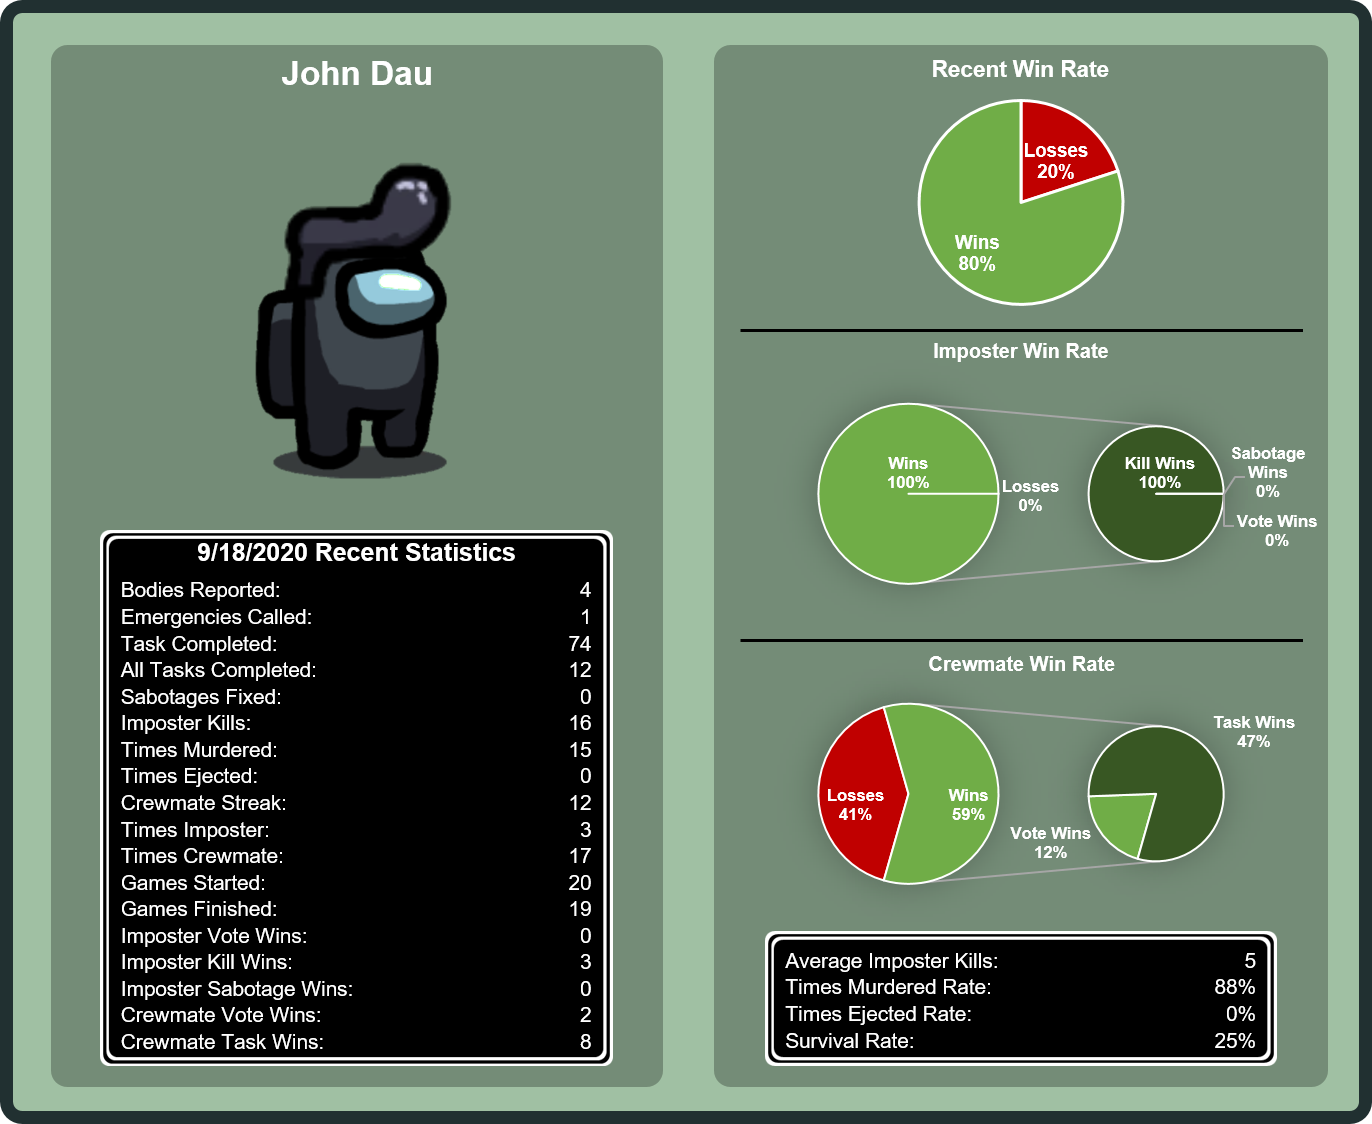 John Dau
9/18/2020 Recent Statistics
Bodies Reported: 4
Emergencies Called: 1
Task Completed: 74
All Tasks Completed: 12
Sabotages Fixed: 0
Imposter Kills: 16
Times Murdered: 15
Times Ejected: 0
Crewmate Streak: 12
Times Imposter: 3
Times Crewmate: 17
Games Started: 20
Games Finished: 19
Imposter Vote Wins: 0
Imposter Kill Wins: 3
Imposter Sabotage Wins: 0
Crewmate Vote Wins: 2
Crewmate Task Wins: 8
Recent Win Rate
Losses
20%
Wins
80%
Imposter Win Rate
Wins
100%
Losses
0%
Kill Wins
100%
Sabotage
Wins
0%
Vote Wins
0%
Crewmate Win Rate
Losses
41%
Wins
59%
Vote Wins
12%
Task Wins
47%
Average Imposter Kills: 5
Times Murdered Rate: 88%
Times Ejected Rate: 0%
Survival Rate: 25%